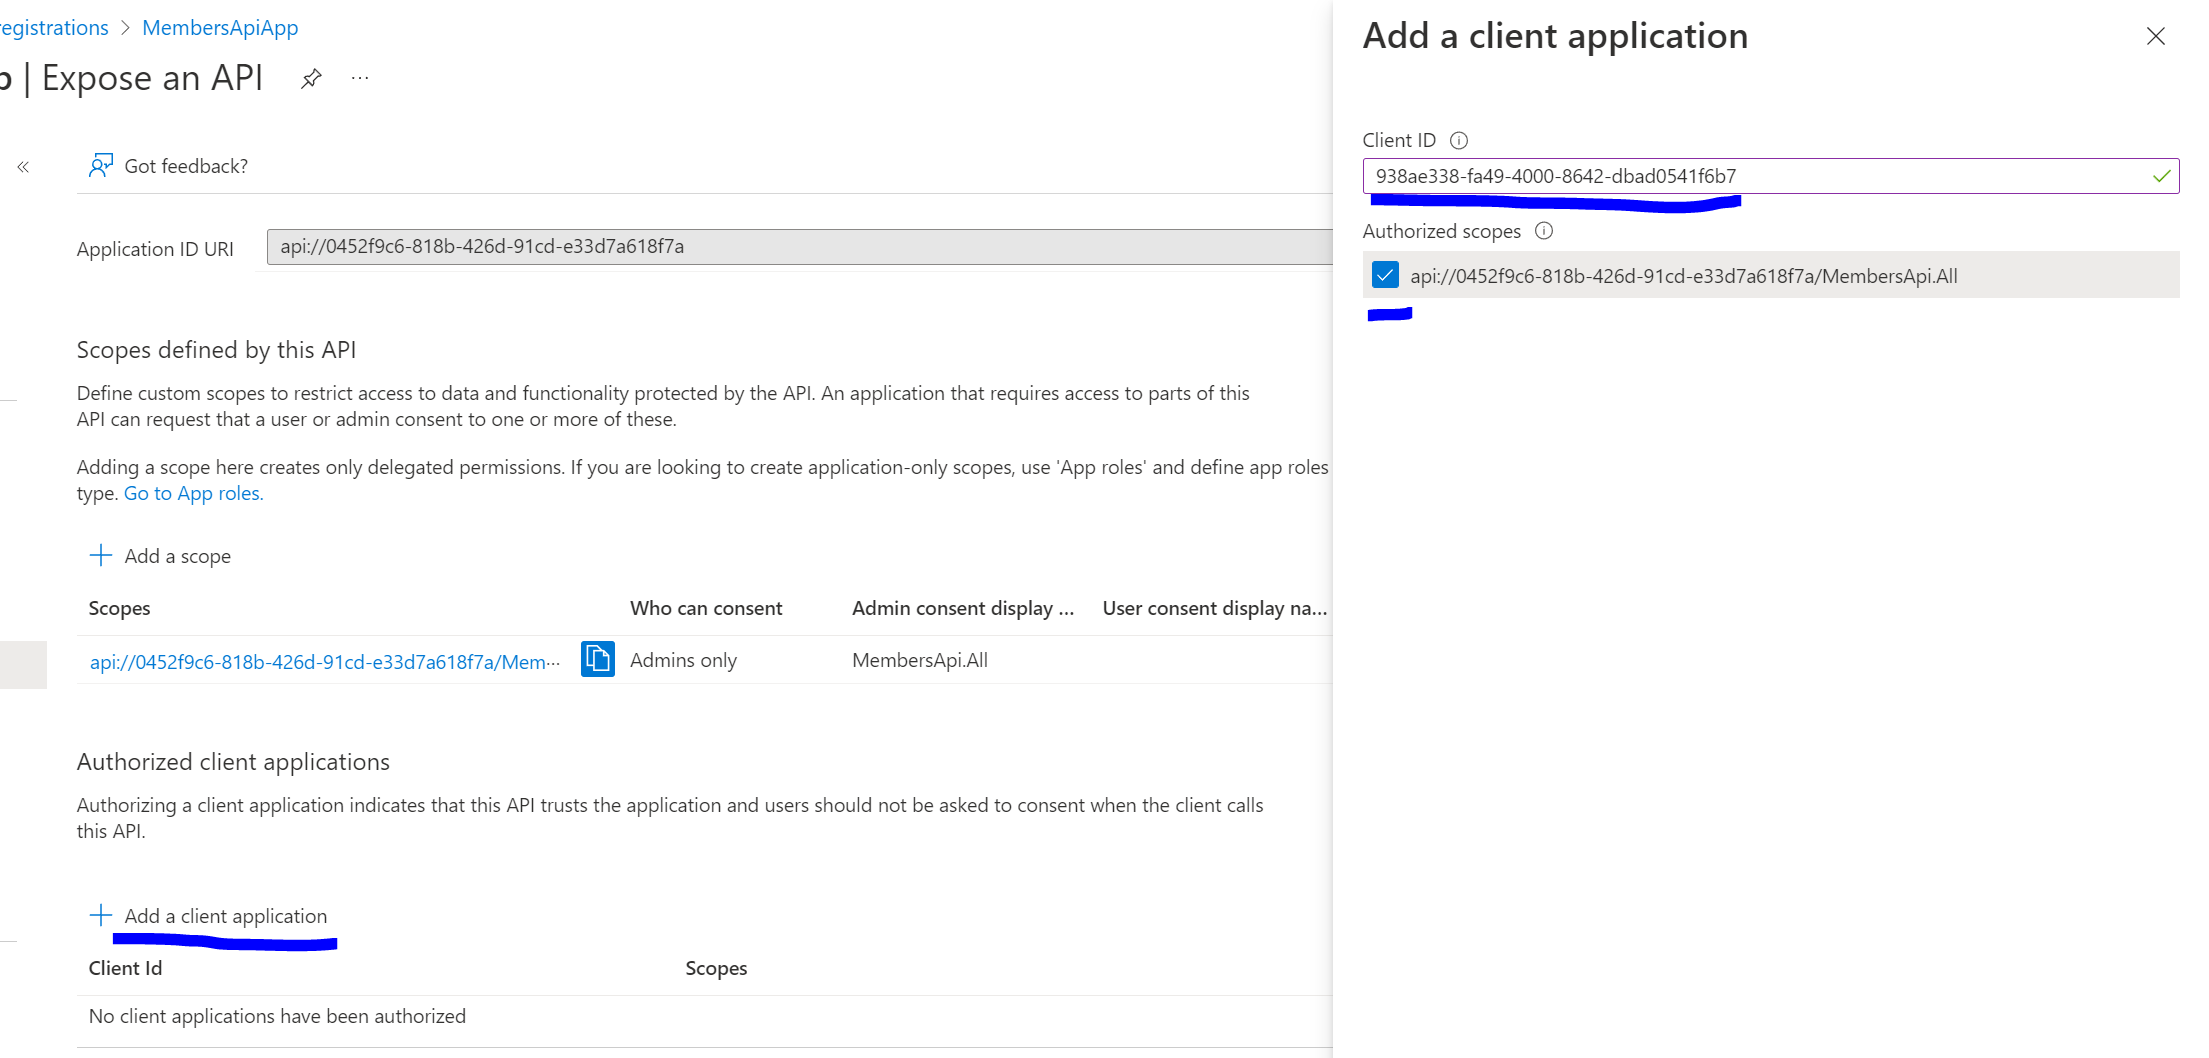 registrations > MembersApiApp
| Expose an API ...
«
Got feedback?
Application ID URI
api://0452f9c6-818b-426d-91cd-e33d7a618f7a
Scopes defined by this API
Define custom scopes to restrict access to data and functionality protected by the API. An application that requires access to parts of this
API can request that a user or admin consent to one or more of these.
Adding a scope here creates only delegated permissions. If you are looking to create application-only scopes, use 'App roles' and define app roles
type. Go to App roles.
Add a scope
Scopes Who can consent Admin consent display ... User consent display na...
api://0452f9c6-818b-426d-91cd-e33d7a618f7a/Mem... Admins only MembersApi.All
Authorized client applications
Authorizing a client application indicates that this API trusts the application and users should not be asked to consent when the client calls
this API.
Add a client application
Client Id Scopes
No client applications have been authorized
Add a client application
Client ID
938ae338-fa49-4000-8642-dbad0541f6b7
Authorized scopes
api://0452f9c6-818b-426d-91cd-e33d7a618f7a/MembersApi.All